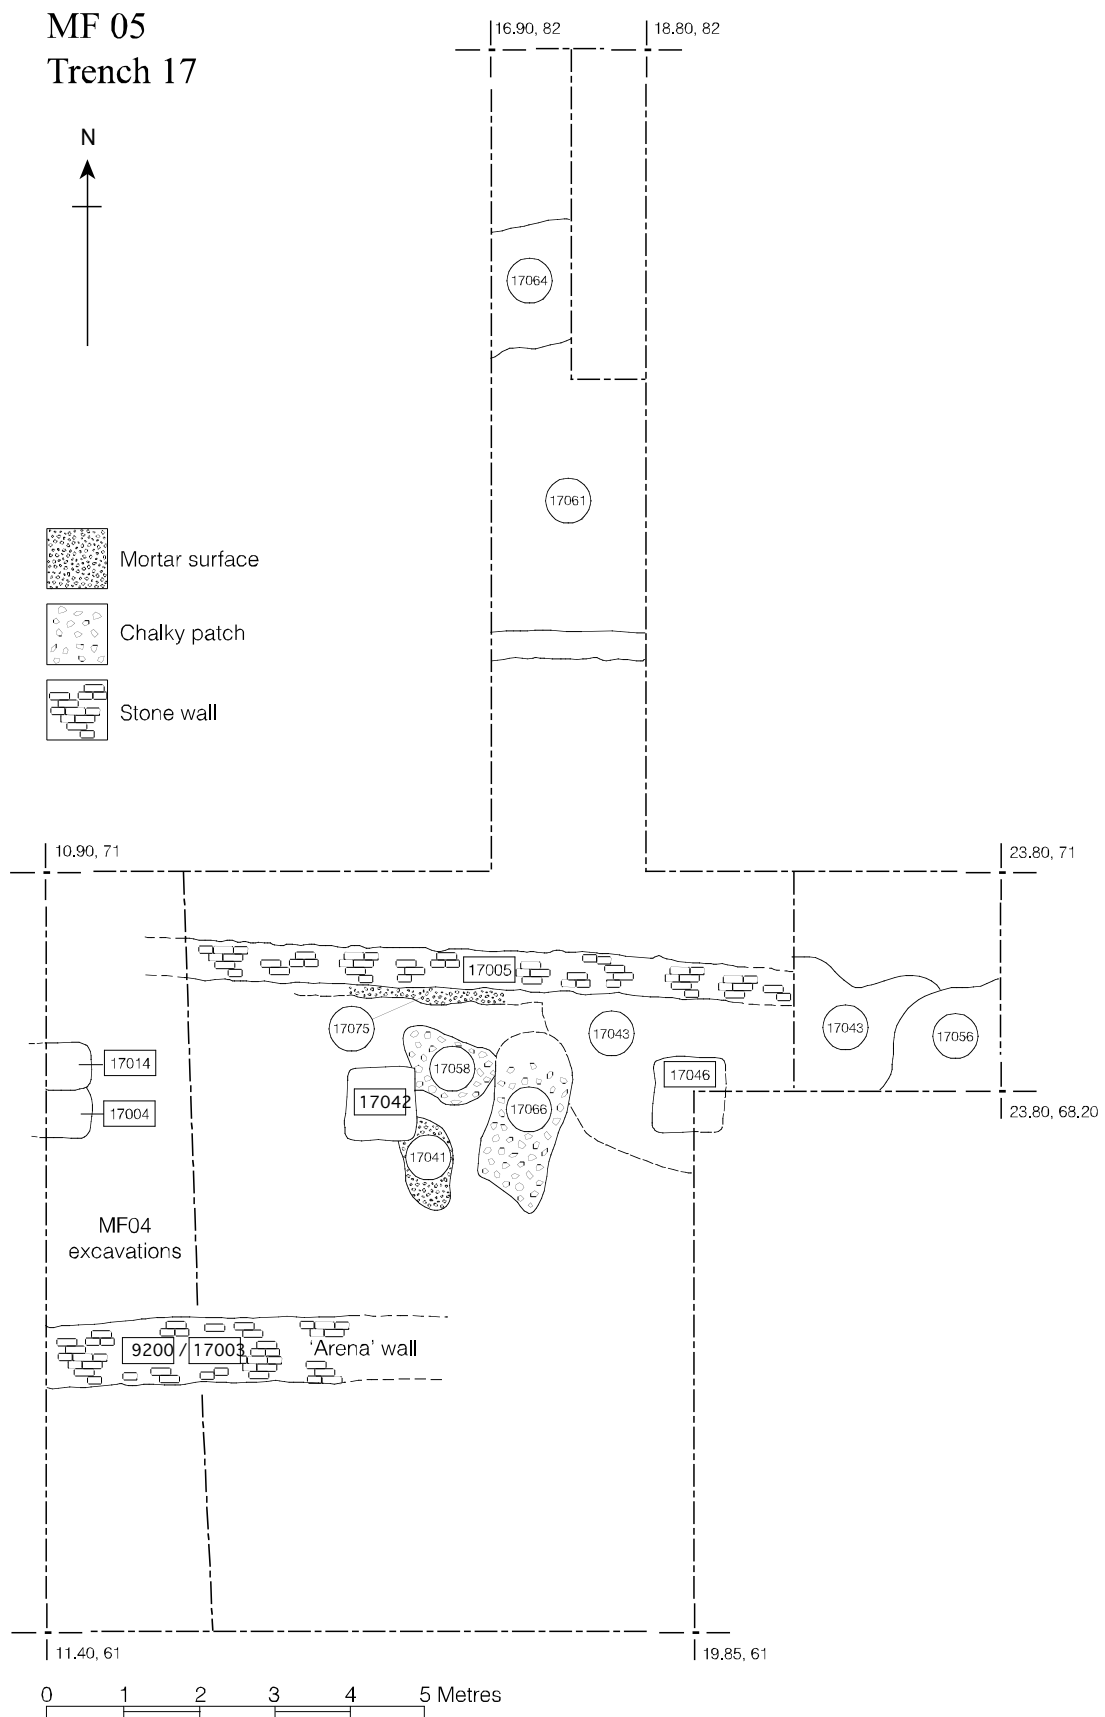 MF 05
Trench 17
16.90, 82
18.80, 82
N
17064
17061
Mortar surface
Chalky patch
Stone wall
10.90, 71
23.80, 71
17005
17075
17043
17043
17056
17014
17058
17046
17004
17042
17066
23.80, 68.20
17041
MF04
excavations
9200 / 17003
'Arena' wall
11.40, 61
19.85, 61
0 1 2 3 4 5 Metres